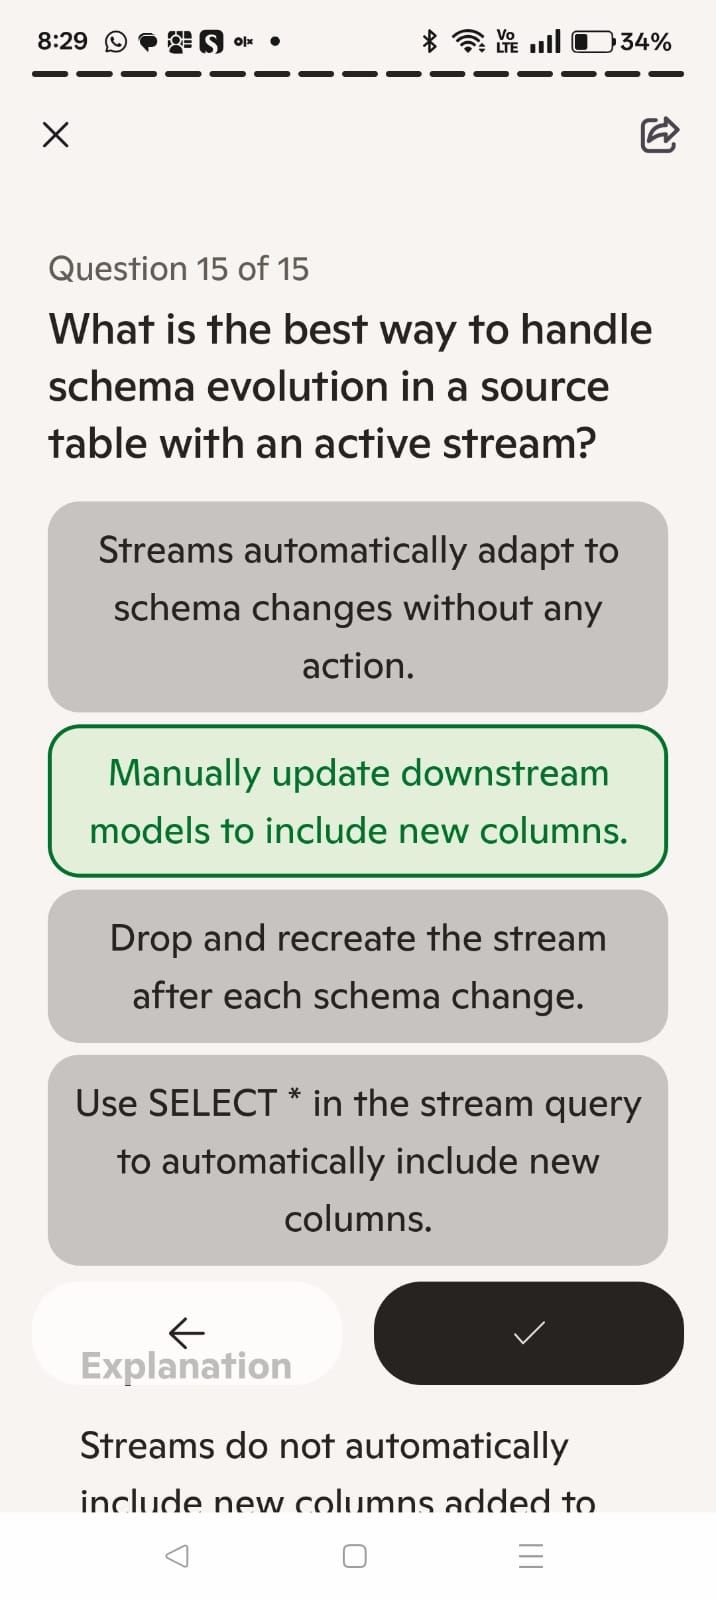 8:29
olx
Vo
LTE
34%
Question 15 of 15
What is the best way to handle
schema evolution in a source
table with an active stream?
Streams automatically adapt to
schema changes without any
action.
Manually update downstream
models to include new columns.
Drop and recreate the stream
after each schema change.
Use SELECT * in the stream query
to automatically include new
columns.
Explanation
Streams do not automatically
include new columns added to